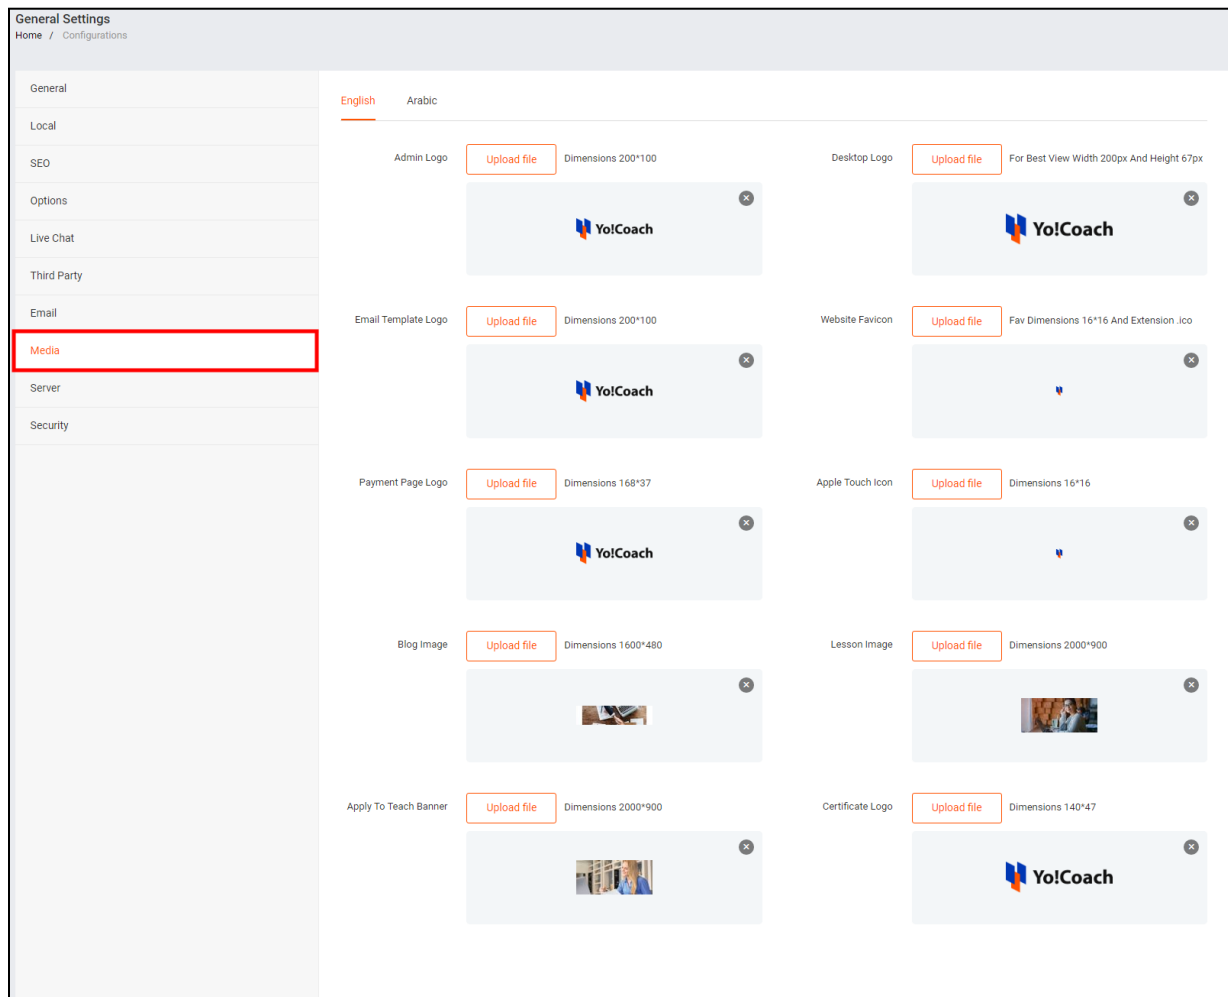 General Settings
Home / Configurations
General
Local
SEO
Options
Live Chat
Third Party
Email
Media
Server
Security
English Arabic
Admin Logo Upload file Dimensions 200*100
Yo!Coach
Desktop Logo Upload file For Best View Width 200px And Height 67px
Yo!Coach
Email Template Logo Upload file Dimensions 200*100
Yo!Coach
Website Favicon Upload file Fav Dimensions 16*16 And Extension .ico
Payment Page Logo Upload file Dimensions 168*37
Yo!Coach
Apple Touch Icon Upload file Dimensions 16*16
Blog Image Upload file Dimensions 1600*480
Lesson Image Upload file Dimensions 2000*900
Apply To Teach Banner Upload file Dimensions 2000*900
Certificate Logo Upload file Dimensions 140*47
Yo!Coach